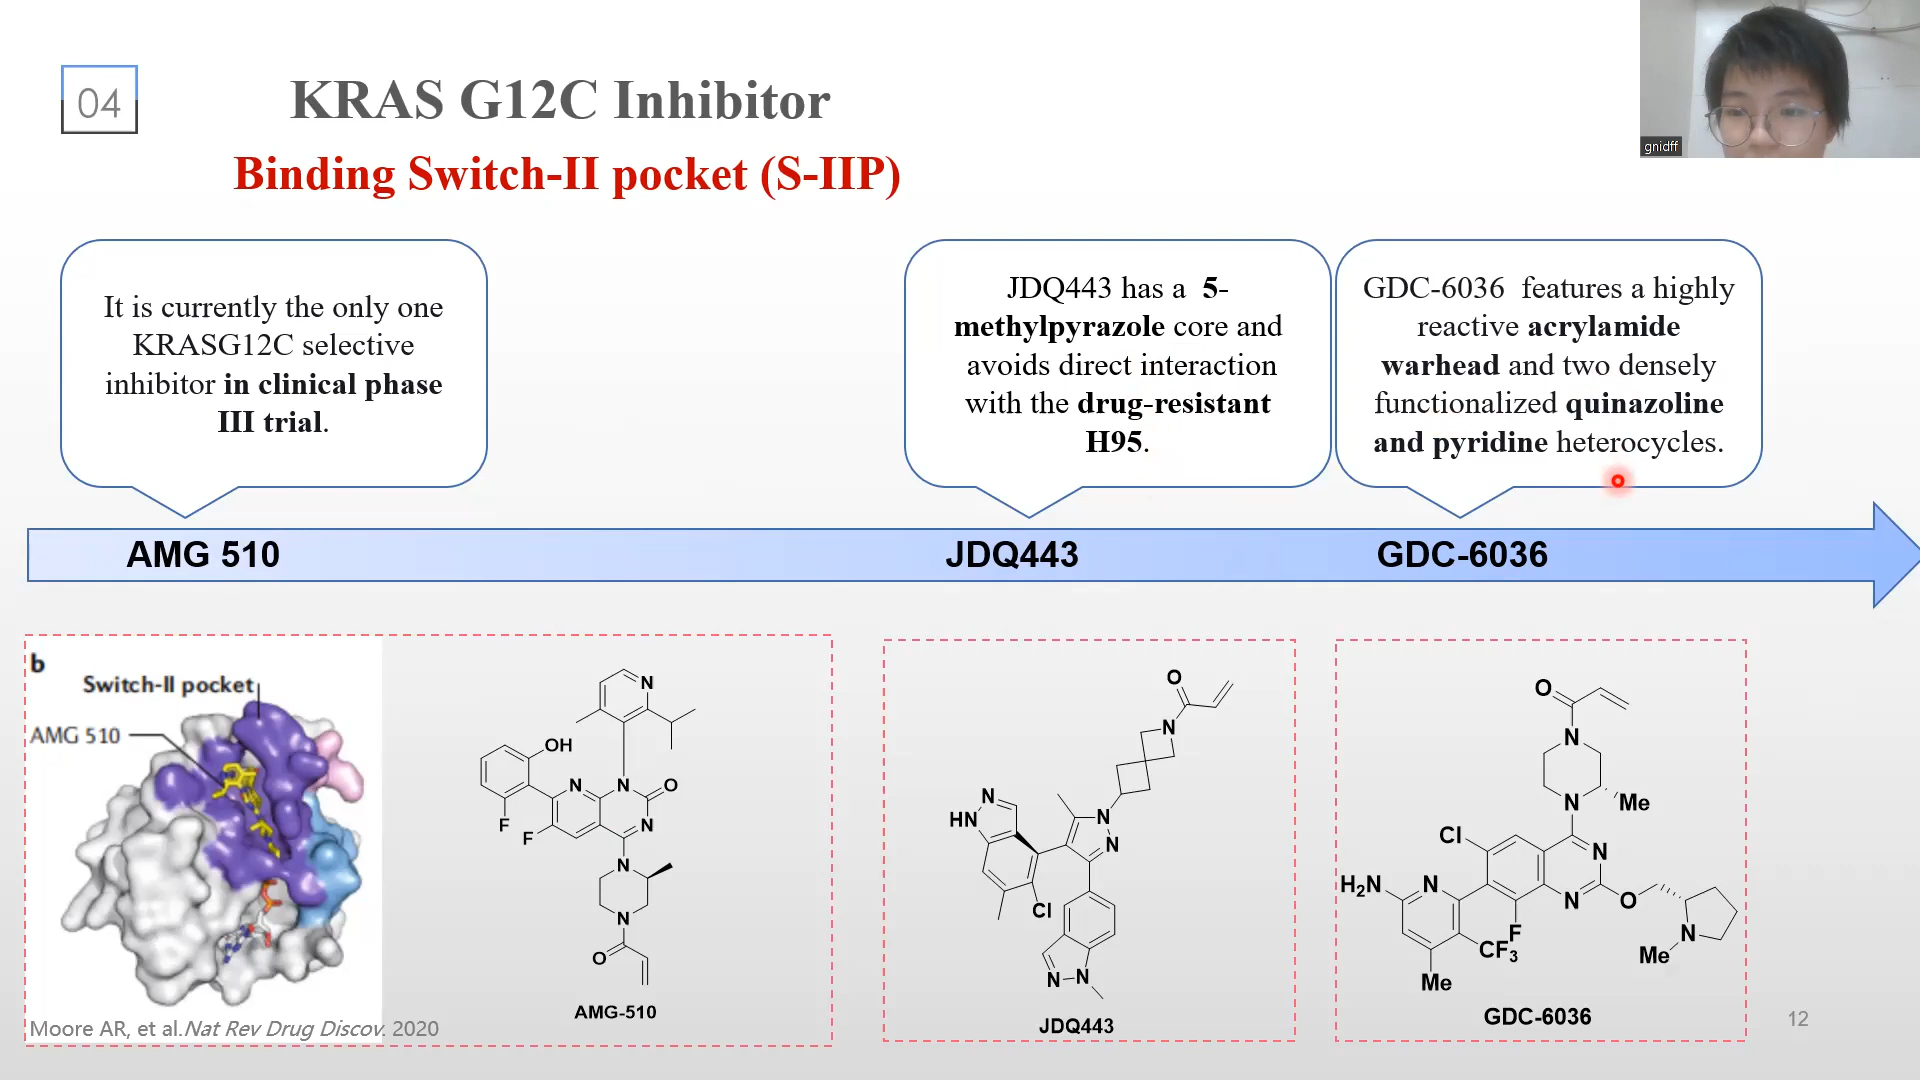 04
KRAS G12C Inhibitor
Binding Switch-II pocket (S-IIP)
gnidff
It is currently the only one
KRASG12C selective
inhibitor in clinical phase
III trial.
JDQ443 has a 5-
methylpyrazole core and
avoids direct interaction
with the drug-resistant
H95.
GDC-6036 features a highly
reactive acrylamide
warhead and two densely
functionalized quinazoline
and pyridine heterocycles.
AMG 510
JDQ443
GDC-6036
b
Switch-II pocket
AMG 510
Moore AR, et al.Nat Rev Drug Discov. 2020
N
OH
N
N
O
F
F
N
N
N
O
AMG-510
O
N
N
HN
N
N
Cl
N
N
JDQ443
O
N
N
Me
Cl
N
H2N
N
N
O
F
CF3
N
Me
Me
GDC-6036
12